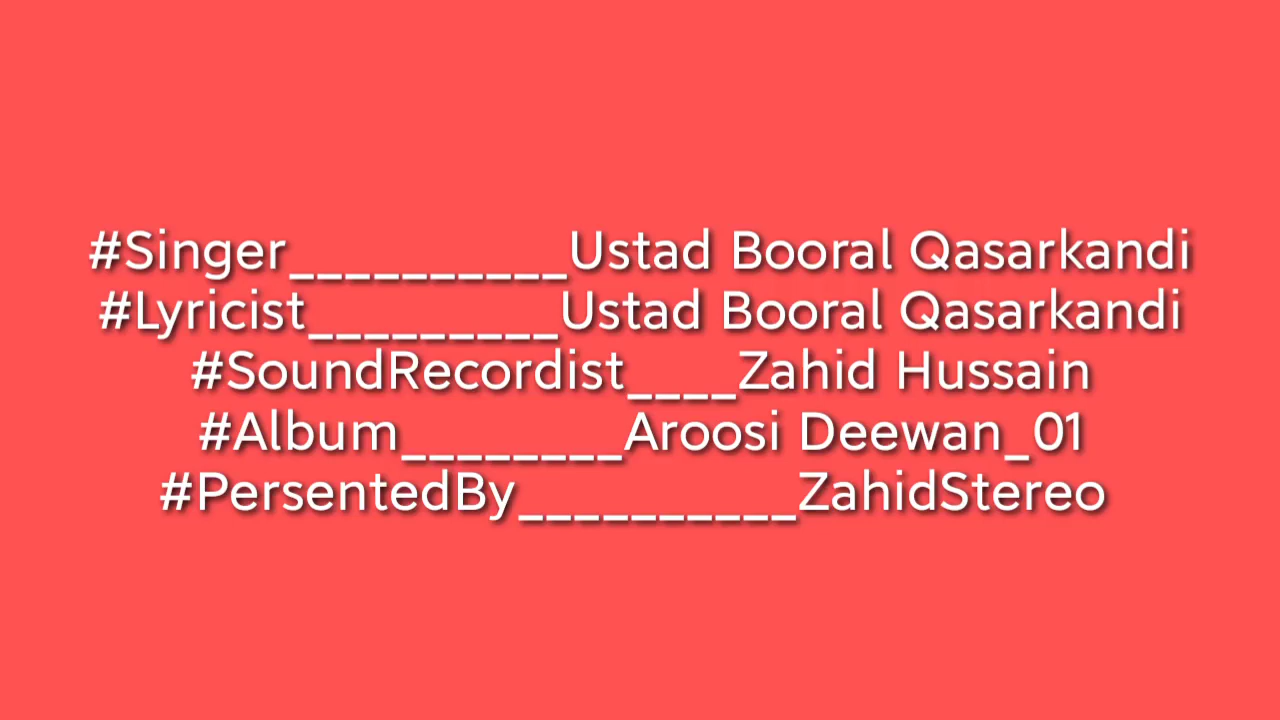 #Singer__________Ustad Booral Qasarkandi
#Lyricist_________Ustad Booral Qasarkandi
#SoundRecordist____Zahid Hussain
#Album________Aroosi Deewan_01
#PersentedBy__________ZahidStereo